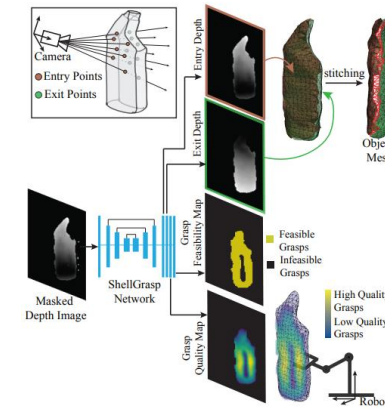 Camera
Entry Points
Exit Points
Entry Depth
Exit Depth
stitching
Grasp
Feasibility Map
Feasible
Grasps
Infeasible
Grasps
Masked
Depth Image
ShellGrasp
Network
Grasp
Quality Map
High Quality
Grasps
Low Quality
Grasps